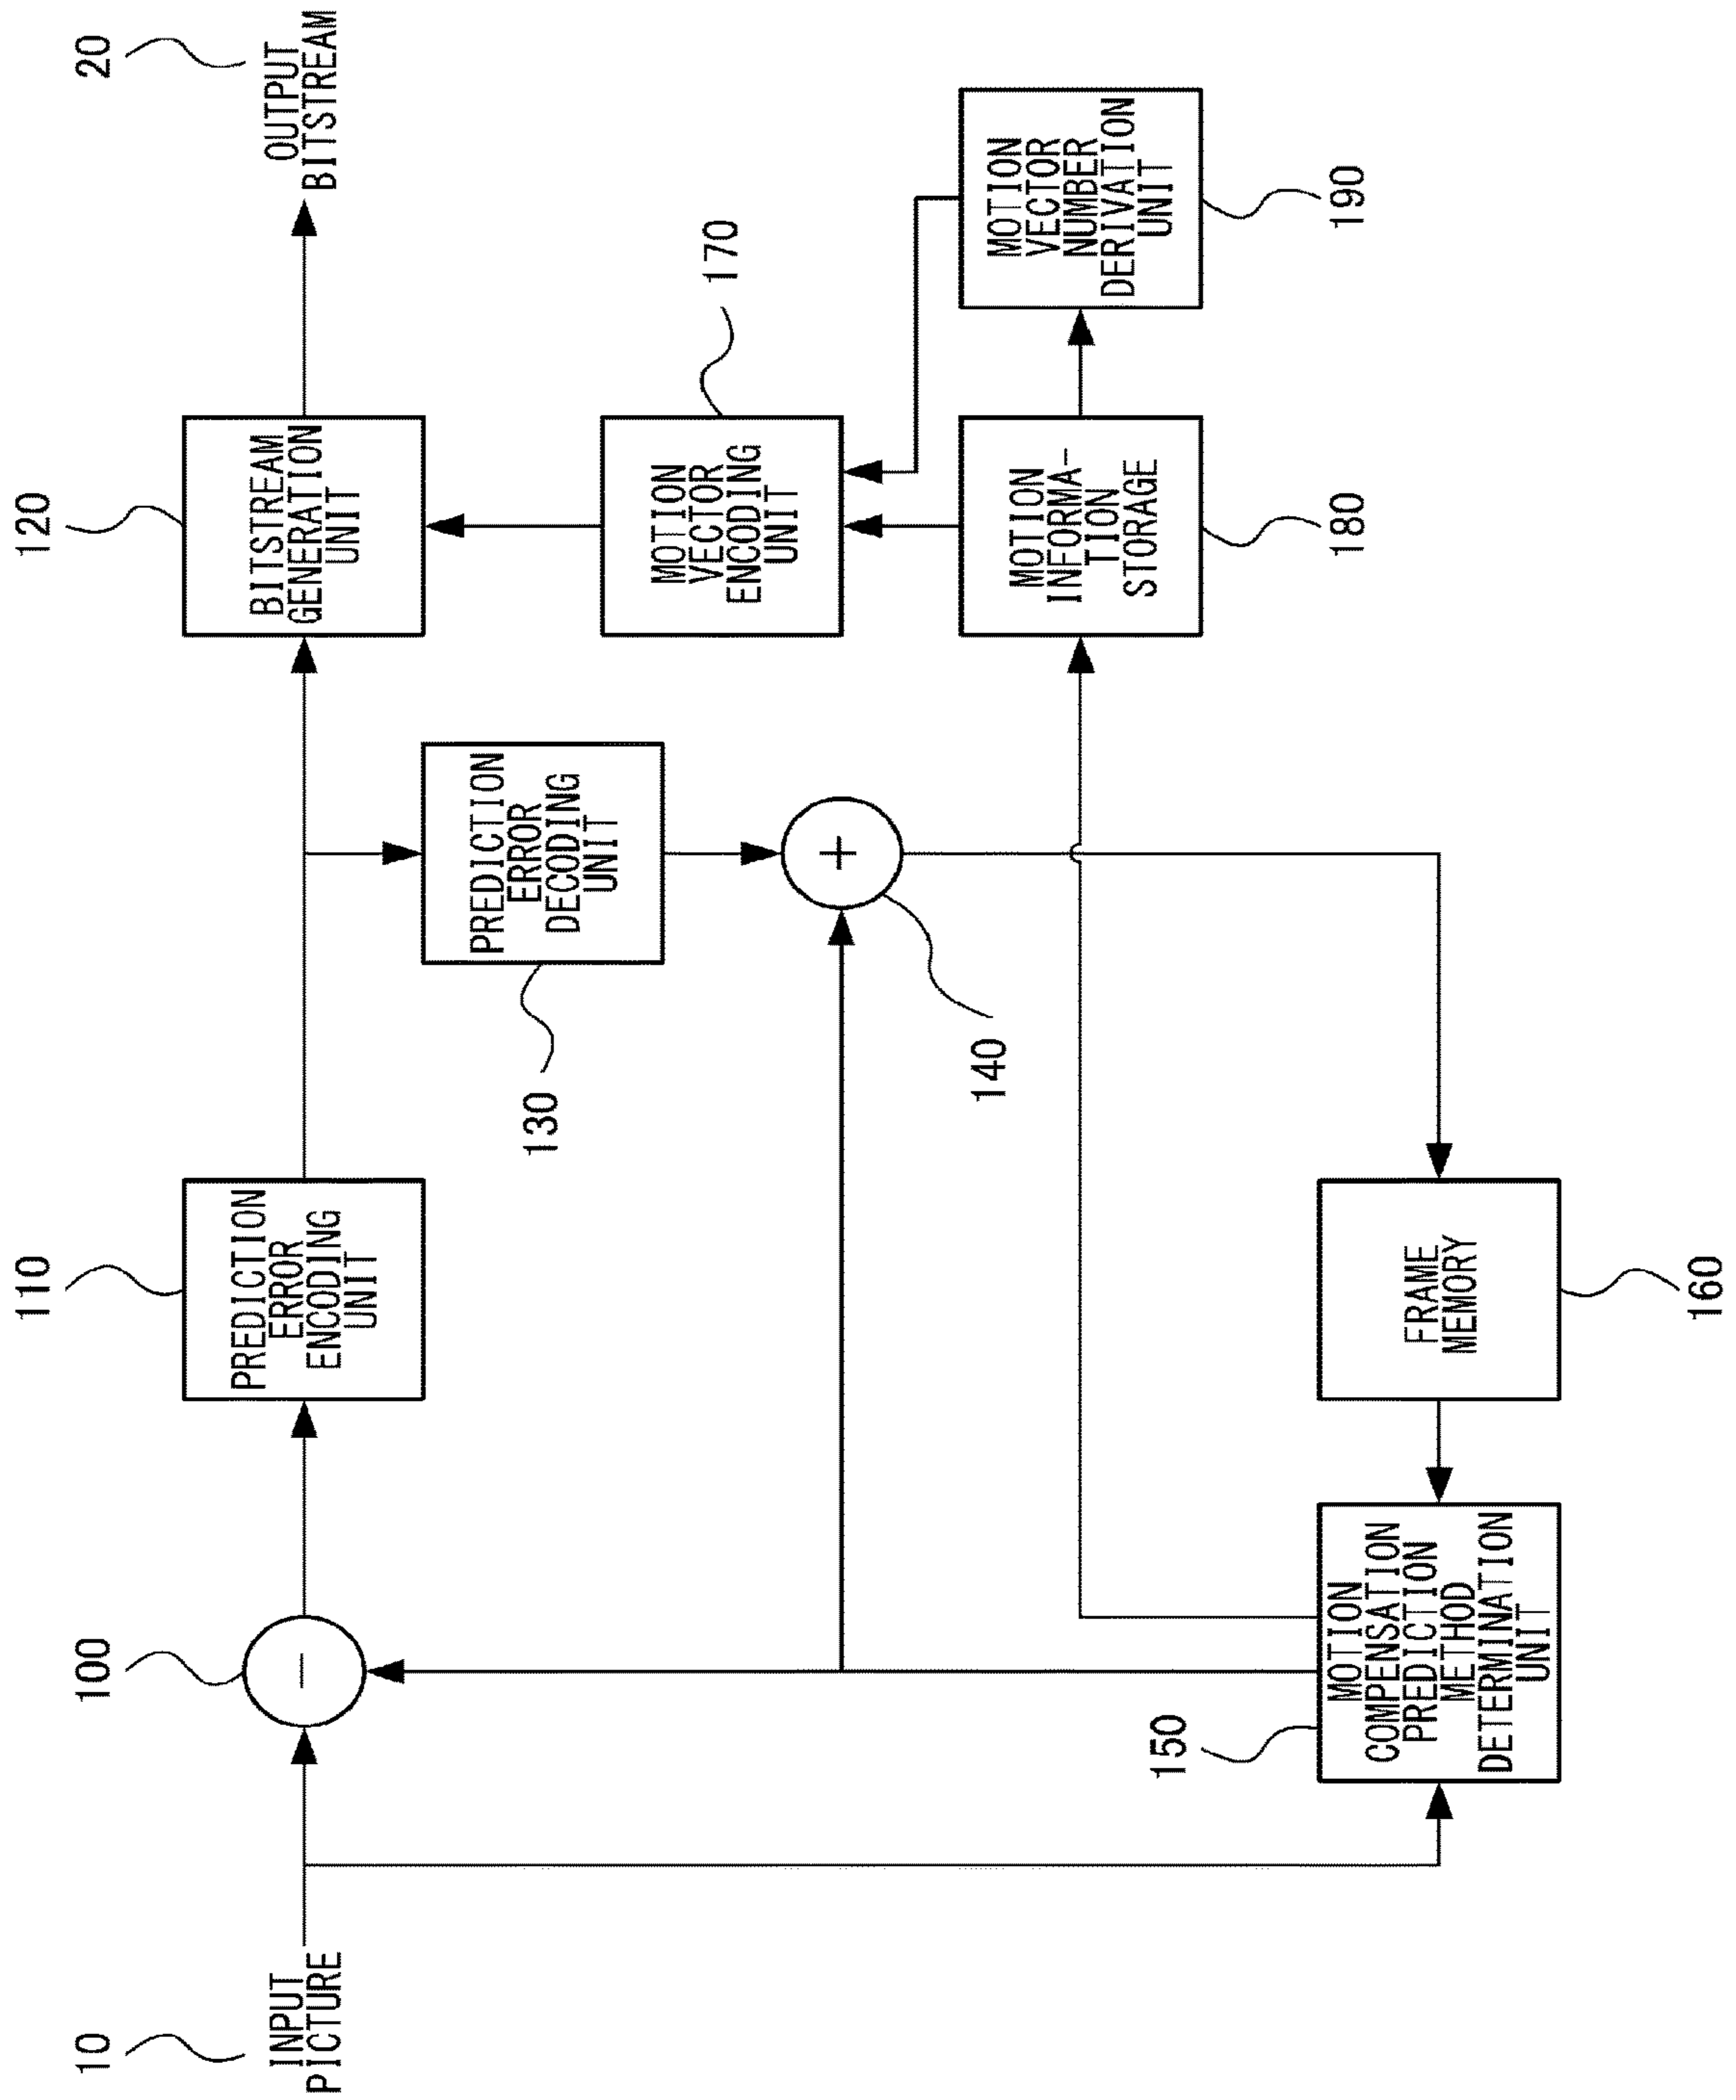 10
INPUT
PICTURE
100
−
110
PREDICTION
ERROR
ENCODING
UNIT
120
BITSTREAM
GENERATION
UNIT
20
OUTPUT
BITSTREAM
130
PREDICTION
ERROR
DECODING
UNIT
140
+
170
MOTION
VECTOR
ENCODING
UNIT
150
MOTION
COMPENSATION
PREDICTION
METHOD
DETERMINATION
UNIT
160
FRAME
MEMORY
180
MOTION
INFORMA-
TION
STORAGE
190
MOTION
VECTOR
NUMBER
DERIVATION
UNIT